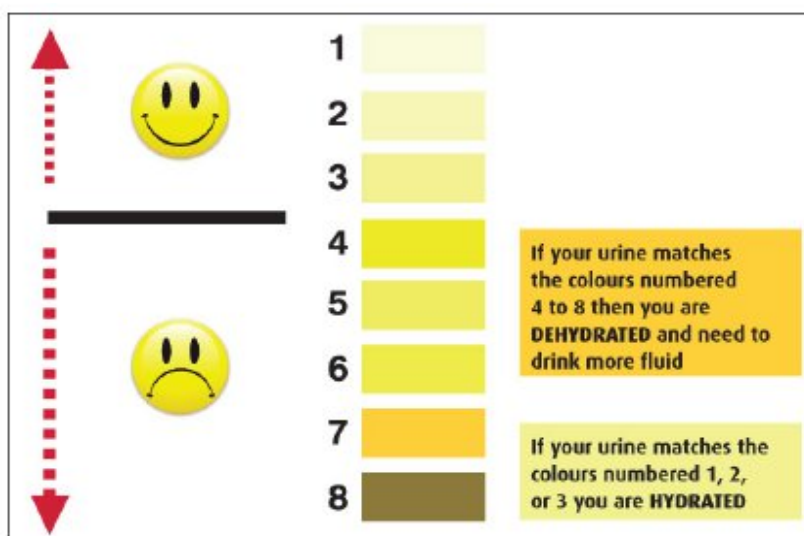 1
2
3
4
5
6
7
8
If your urine matches
the colours numbered
4 to 8 then you are
DEHYDRATED and need to
drink more fluid
If your urine matches the
colours numbered 1, 2,
or 3 you are HYDRATED